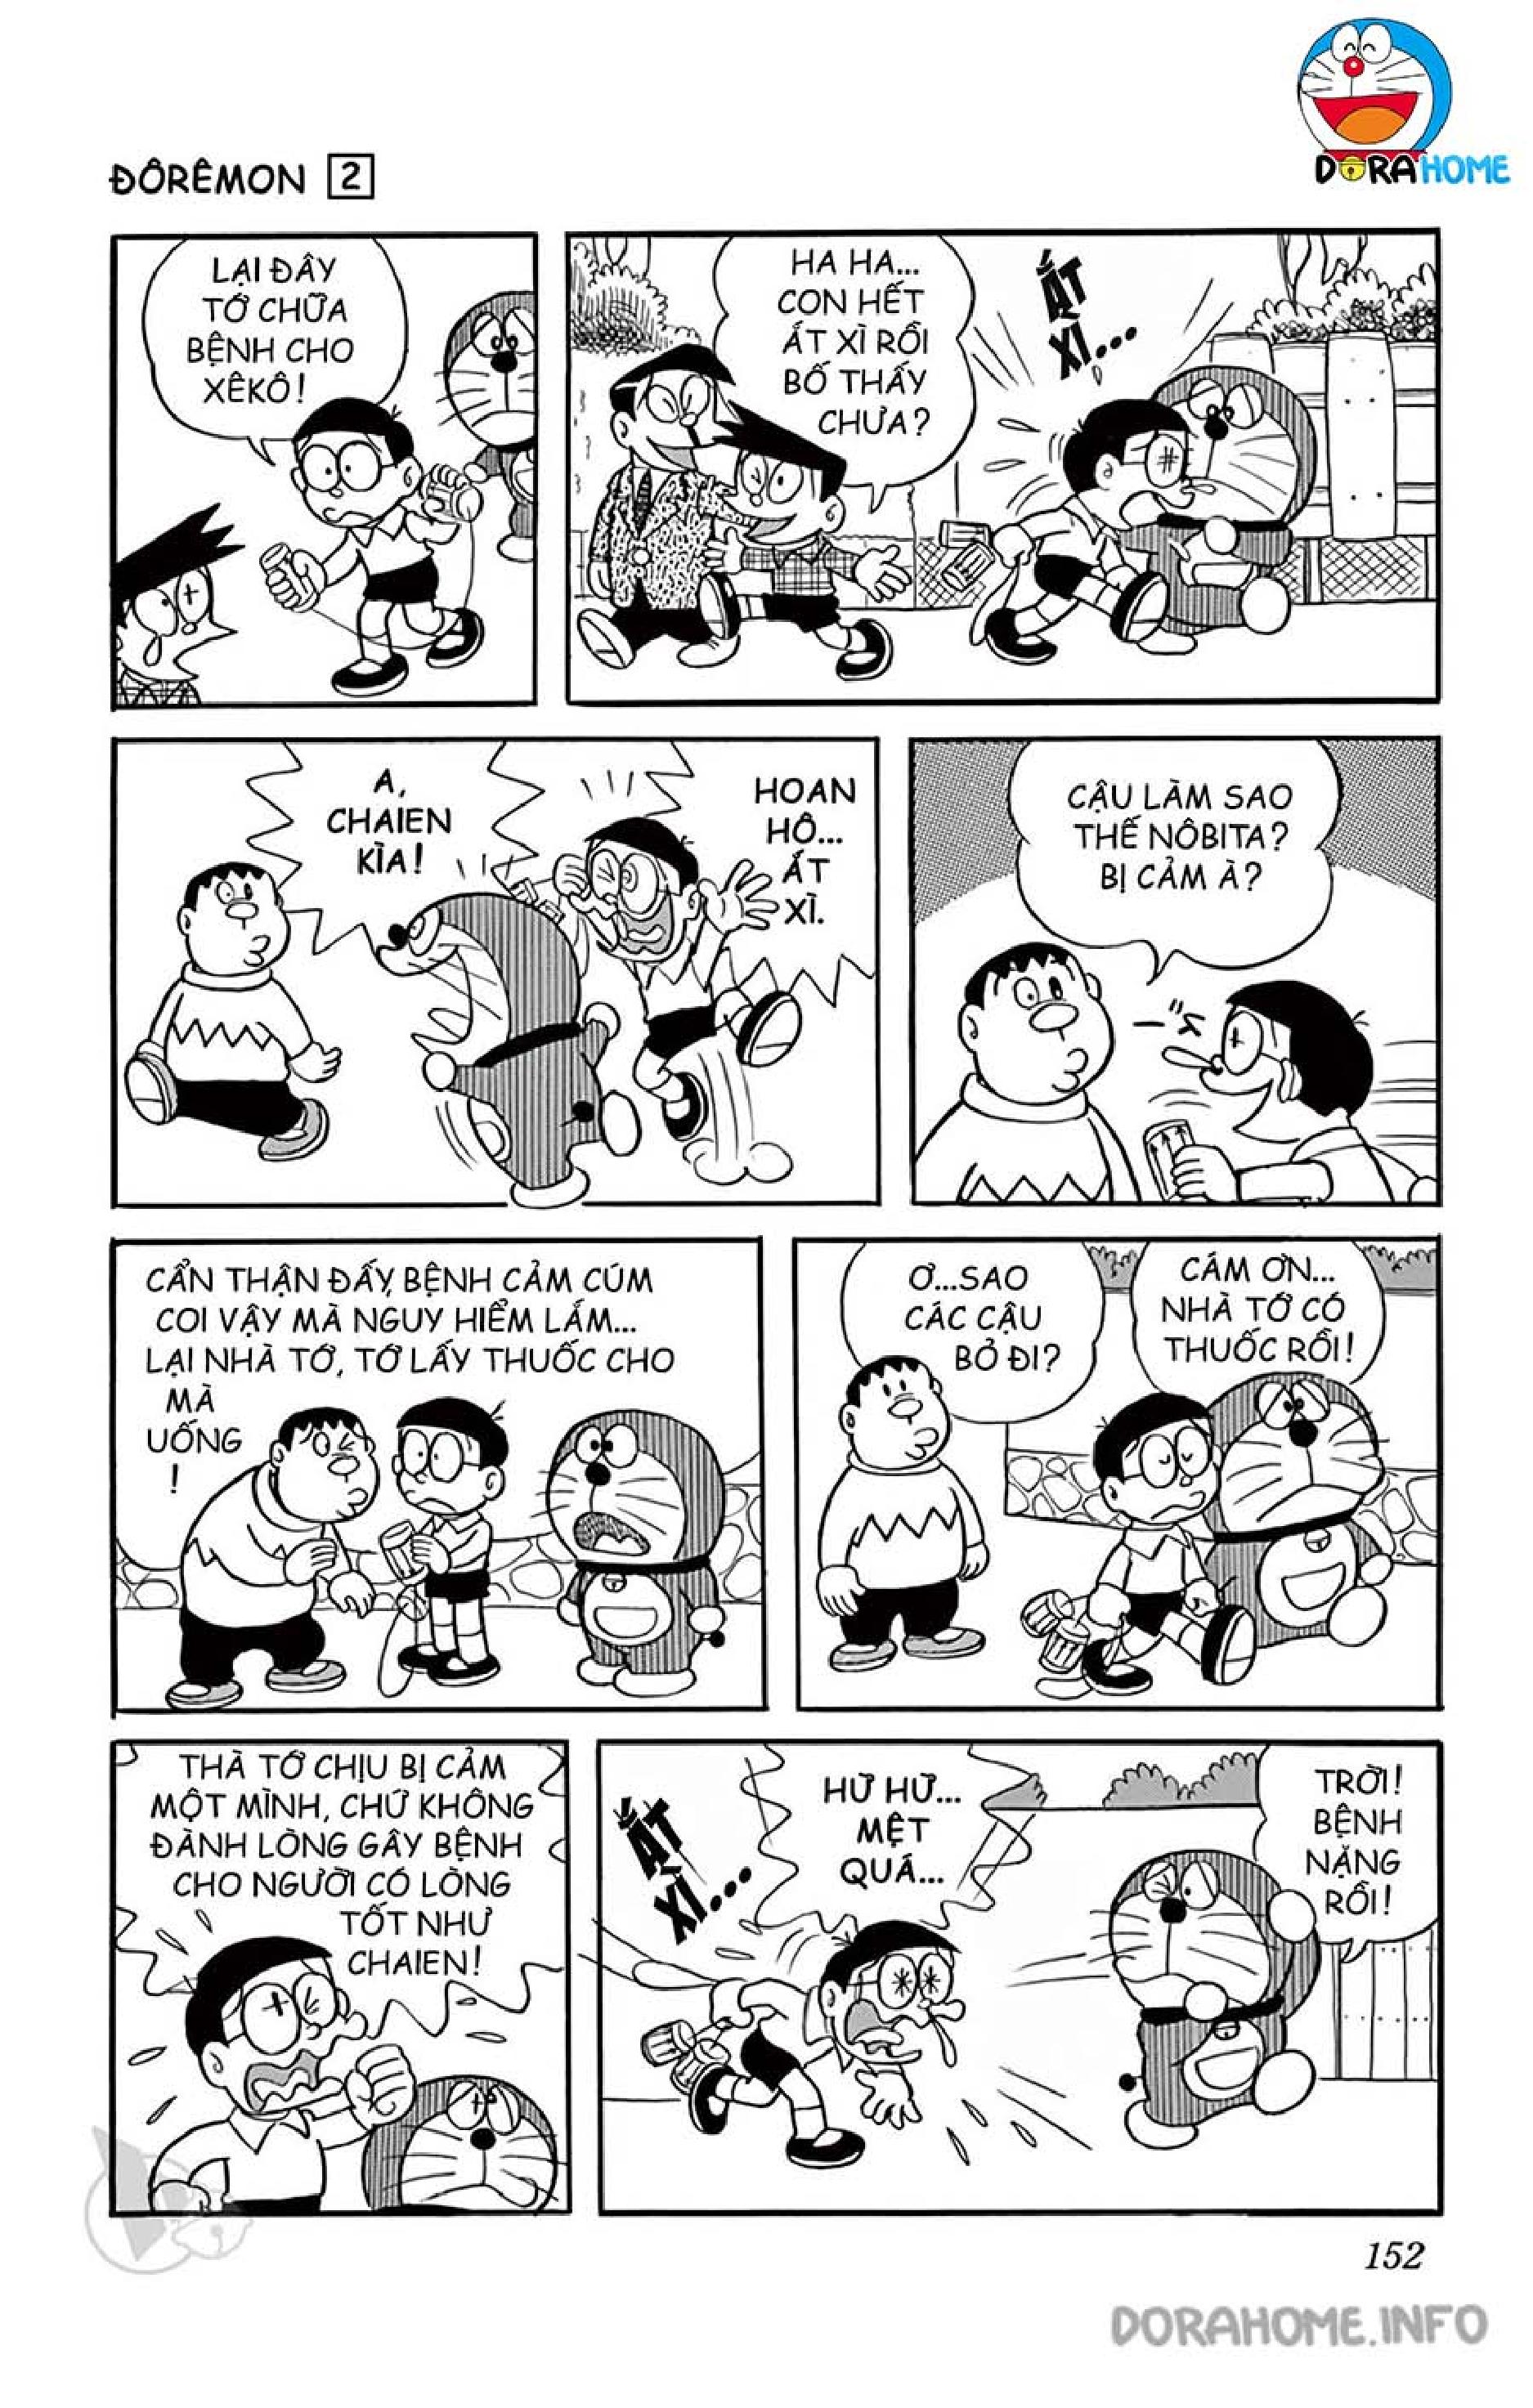 DORAHOME
ĐÔRÊMON 2
LẠI ĐÂY
TỚ CHỮA
BỆNH CHO
XÊKÔ!
HA HA...
CON HẾT
ẮT XÌ RỒI
BỐ THẤY
CHƯA?
ẮT
XÌ...
A,
CHAIEN
KÌA!
HOAN
HÔ...
ẮT
XÌ.
CẬU LÀM SAO
THẾ NÔBITA?
BỊ CẢM À?
CẨN THẬN ĐẤY, BỆNH CẢM CÚM
COI VẬY MÀ NGUY HIỂM LẮM...
LẠI NHÀ TỚ, TỚ LẤY THUỐC CHO
MÀ
UỐNG
!
Ơ...SAO
CÁC CẬU
BỎ ĐI?
CÁM ƠN...
NHÀ TỚ CÓ
THUỐC RỒI!
THÀ TỚ CHỊU BỊ CẢM
MỘT MÌNH, CHỨ KHÔNG
ĐÀNH LÒNG GÂY BỆNH
CHO NGƯỜI CÓ LÒNG
TỐT NHƯ
CHAIEN!
ẮT
XÌ...
HỪ HỪ...
MỆT
QUÁ...
TRỜI!
BỆNH
NẶNG
RỒI!
152
DORAHOME.INFO